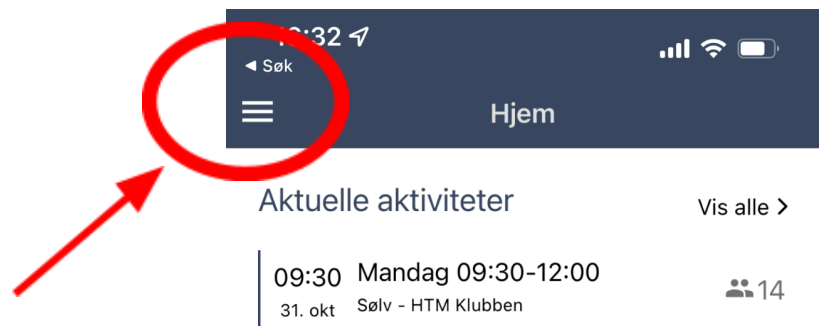 :32
◄ Søk
Hjem
Aktuelle aktiviteter
Vis alle >
09:30 Mandag 09:30-12:00
14
31. okt Sølv - HTM Klubben